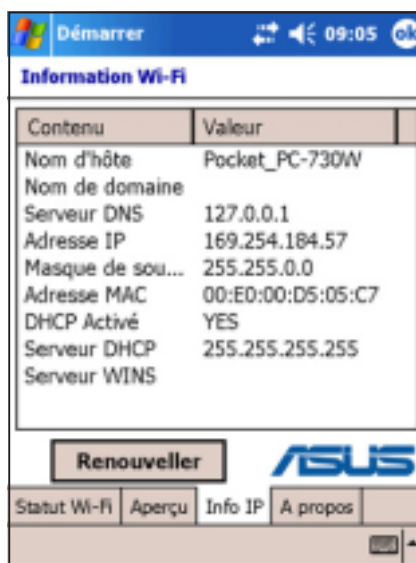 Démarrer 09:05 ok
Information Wi-Fi
Contenu Valeur
Nom d'hôte Pocket_PC-730W
Nom de domaine
Serveur DNS 127.0.0.1
Adresse IP 169.254.184.57
Masque de sou... 255.255.0.0
Adresse MAC 00:E0:00:D5:05:C7
DHCP Activé YES
Serveur DHCP 255.255.255.255
Serveur WINS
Renouveller ASUS
Statut Wi-Fi Aperçu Info IP A propos